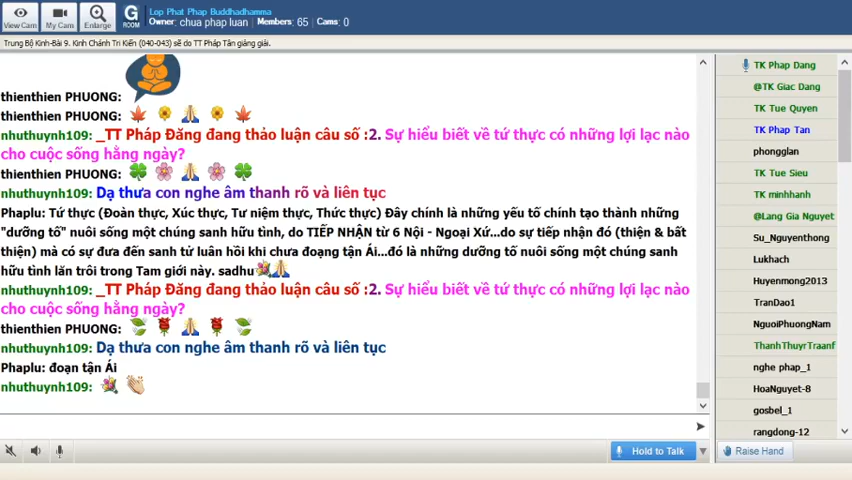 Lop Phat Phap Buddhadhamma
Owner: chua phap luan Members: 65 Cams: 0
View Cam
My Cam
Enlarge
G
ROOM
Trung Bộ Kinh-Bài 9. Kinh Chánh Tri Kiến (040-043) sẽ do TT Pháp Tân giảng giải.
thienthien PHUONG:
thienthien PHUONG:
nhuthuynh109: _TT Pháp Đăng đang thảo luận câu số :2. Sự hiểu biết về tứ thực có những lợi lạc nào
cho cuộc sống hằng ngày?
thienthien PHUONG:
nhuthuynh109: Dạ thưa con nghe âm thanh rõ và liên tục
Phaplu: Tứ thực (Đoàn thực, Xúc thực, Tư niệm thực, Thức thực) Đây chính là những yếu tố chính tạo thành những
"dưỡng tố" nuôi sống một chúng sanh hữu tình, do TIẾP NHẬN từ 6 Nội - Ngoại Xứ...do sự tiếp nhận đó (thiện & bất
thiện) mà có sự đưa đến sanh tử luân hồi khi chưa đoạng tận Ái...đó là những dưỡng tố nuôi sống một chúng sanh
hữu tình lăn trôi trong Tam giới này. sadhu
nhuthuynh109: _TT Pháp Đăng đang thảo luận câu số :2. Sự hiểu biết về tứ thực có những lợi lạc nào
cho cuộc sống hằng ngày?
thienthien PHUONG:
nhuthuynh109: Dạ thưa con nghe âm thanh rõ và liên tục
Phaplu: đoạn tận Ái
nhuthuynh109:
TK Phap Dang
@TK Giac Dang
TK Tue Quyen
TK Phap Tan
phongglan
TK Tue Sieu
TK minhhanh
@Lang Gia Nguyet
Su_Nguyenthong
Lukhach
Huyenmong2013
TranDao1
NguoiPhuongNam
ThanhThuyrTraanf
nghe phap_1
HoaNguyet-8
gosbel_1
rangdong-12
Hold to Talk
Raise Hand